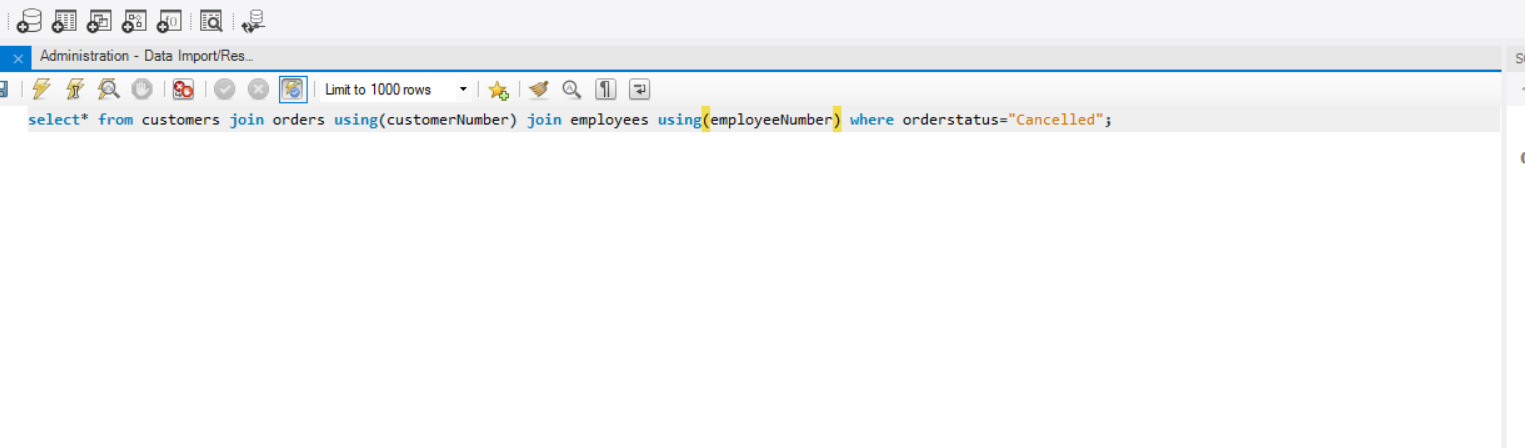 Administration - Data Import/Res...
Limit to 1000 rows
select* from customers join orders using(customerNumber) join employees using(employeeNumber) where orderstatus="Cancelled";